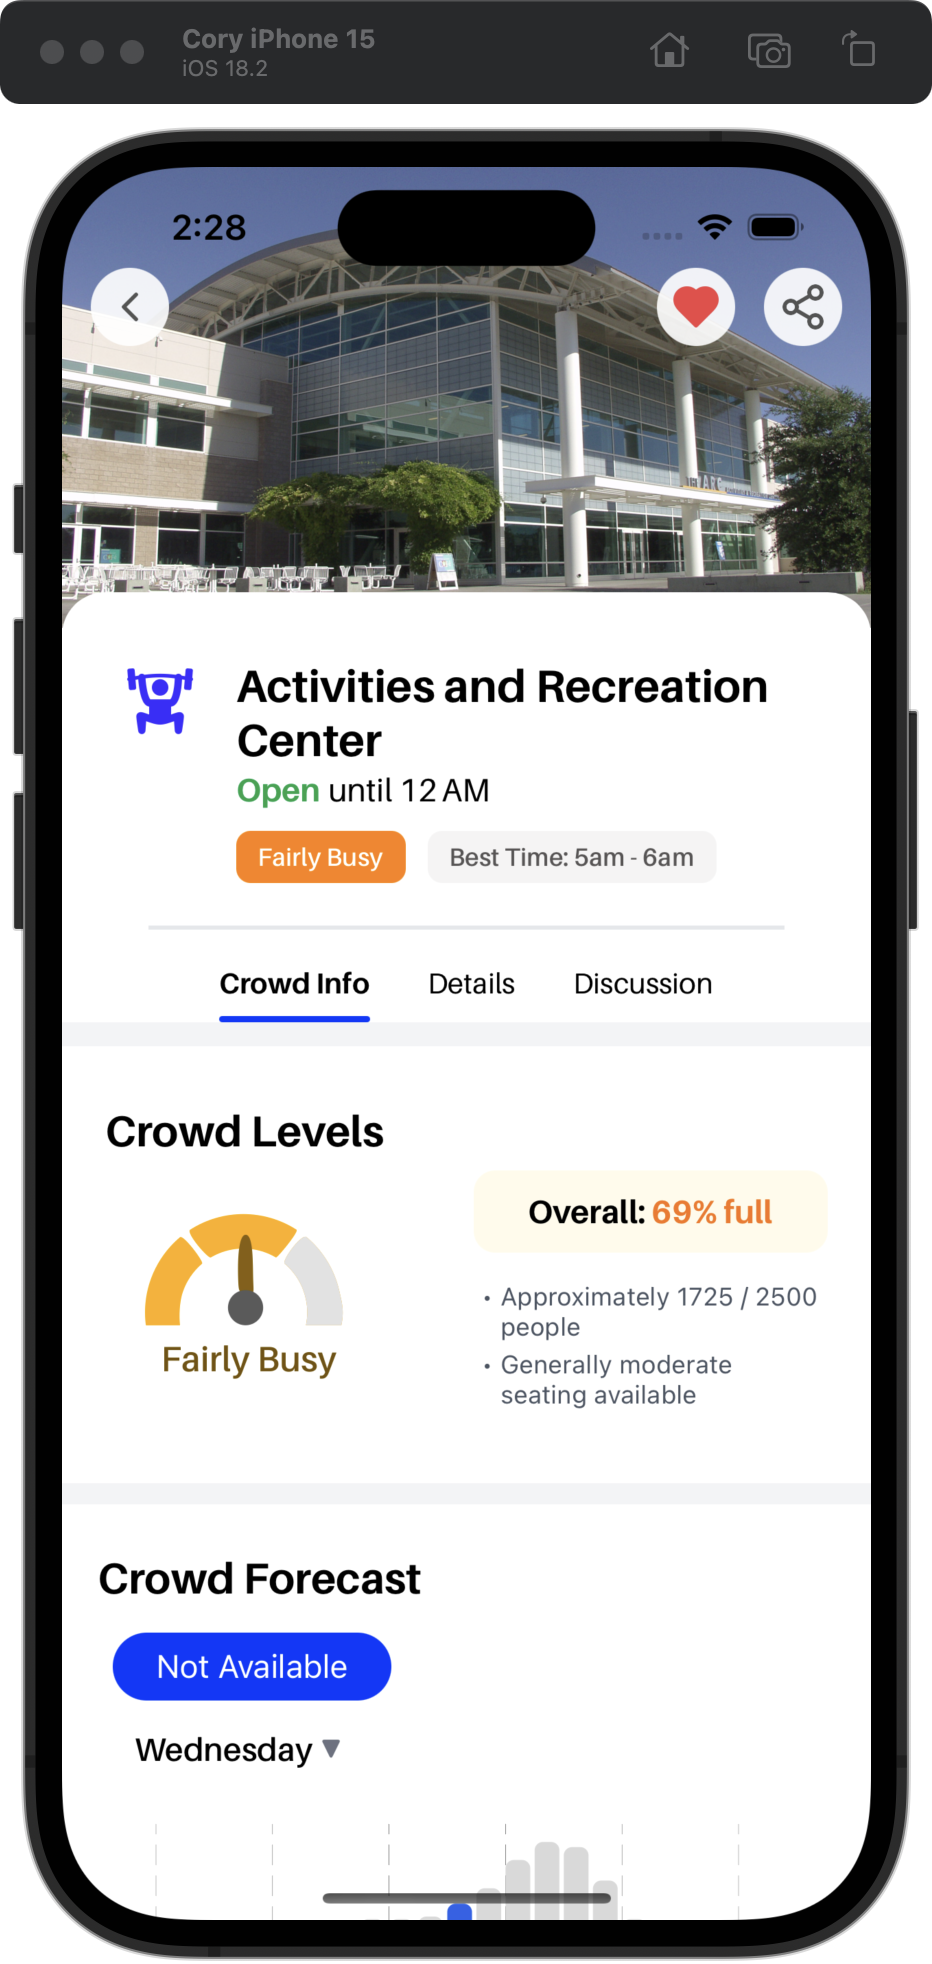 Cory iPhone 15
iOS 18.2
2:28
ARC
Activities and Recreation
Center
Open until 12 AM
Fairly Busy
Best Time: 5am - 6am
Crowd Info
Details
Discussion
Crowd Levels
Overall: 69% full
Fairly Busy
• Approximately 1725 / 2500
people
• Generally moderate
seating available
Crowd Forecast
Not Available
Wednesday